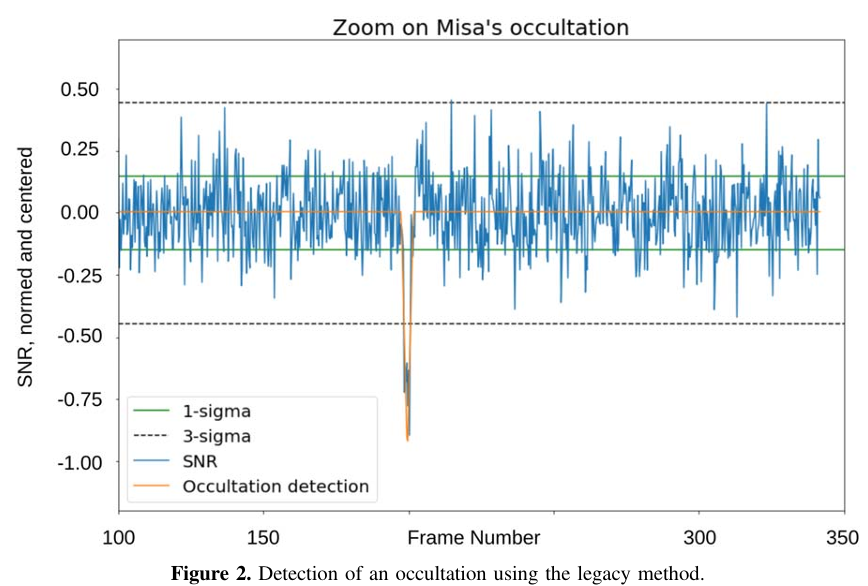 Zoom on Misa's occultation
SNR, normed and centered
0.50
0.25
0.00
-0.25
-0.50
-0.75
-1.00
1-sigma
3-sigma
SNR
Occultation detection
100 150 Frame Number 300 350
Figure 2. Detection of an occultation using the legacy method.